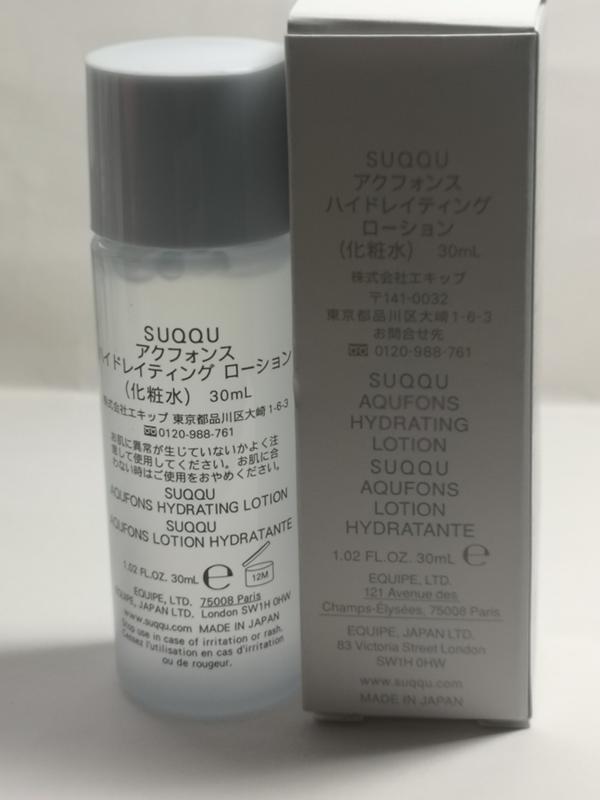 SUQQU
アクフォンス
ハイドレイティング ローション
(化粧水) 30mL
株式会社エキップ 東京都品川区大崎1-6-3
0120-988-761
お肌に異常が生じていないかよく注
意して使用してください。お肌に合
わない時はご使用をおやめください。
SUQQU
AQUFONS HYDRATING LOTION
SUQQU
AQUFONS LOTION HYDRATANTE
1.02 FL.OZ. 30mL ℮ 12M
EQUIPE, LTD. 75008 Paris
EQUIPE, JAPAN LTD. London SW1H 0HW
www.suqqu.com MADE IN JAPAN
Stop use in case of irritation or rash.
Cessez l'utilisation en cas d'irritation
ou de rougeur.
SUQQU
アクフォンス
ハイドレイティング
ローション
(化粧水) 30mL
株式会社エキップ
〒141-0032
東京都品川区大崎1-6-3
お問合せ先
0120-988-761
SUQQU
AQUFONS
HYDRATING
LOTION
SUQQU
AQUFONS
LOTION
HYDRATANTE
1.02 FL.OZ. 30mL ℮
EQUIPE, LTD.
121 Avenue des
Champs-Élysées, 75008 Paris
EQUIPE, JAPAN LTD.
83 Victoria Street London
SW1H 0HW
www.suqqu.com
MADE IN JAPAN